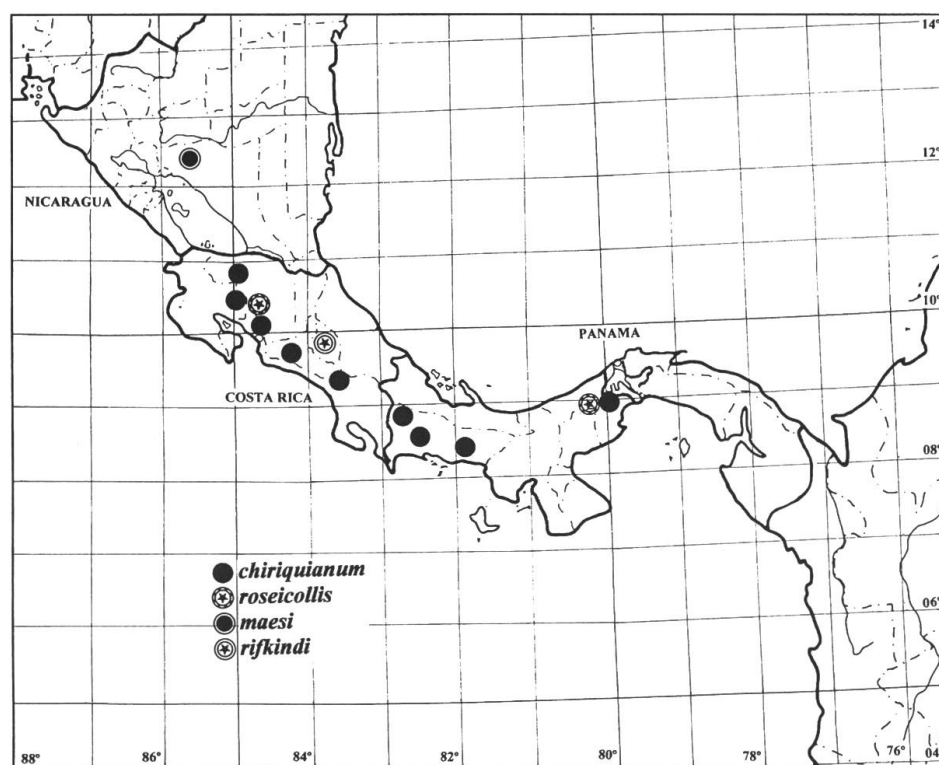 14°
12°
NICARAGUA
10°
PANAMA
COSTA RICA
08°
chiriquianum
roseicollis
maesi
rifkindi
06°
88° 86° 84° 82° 80° 78° 76° 04